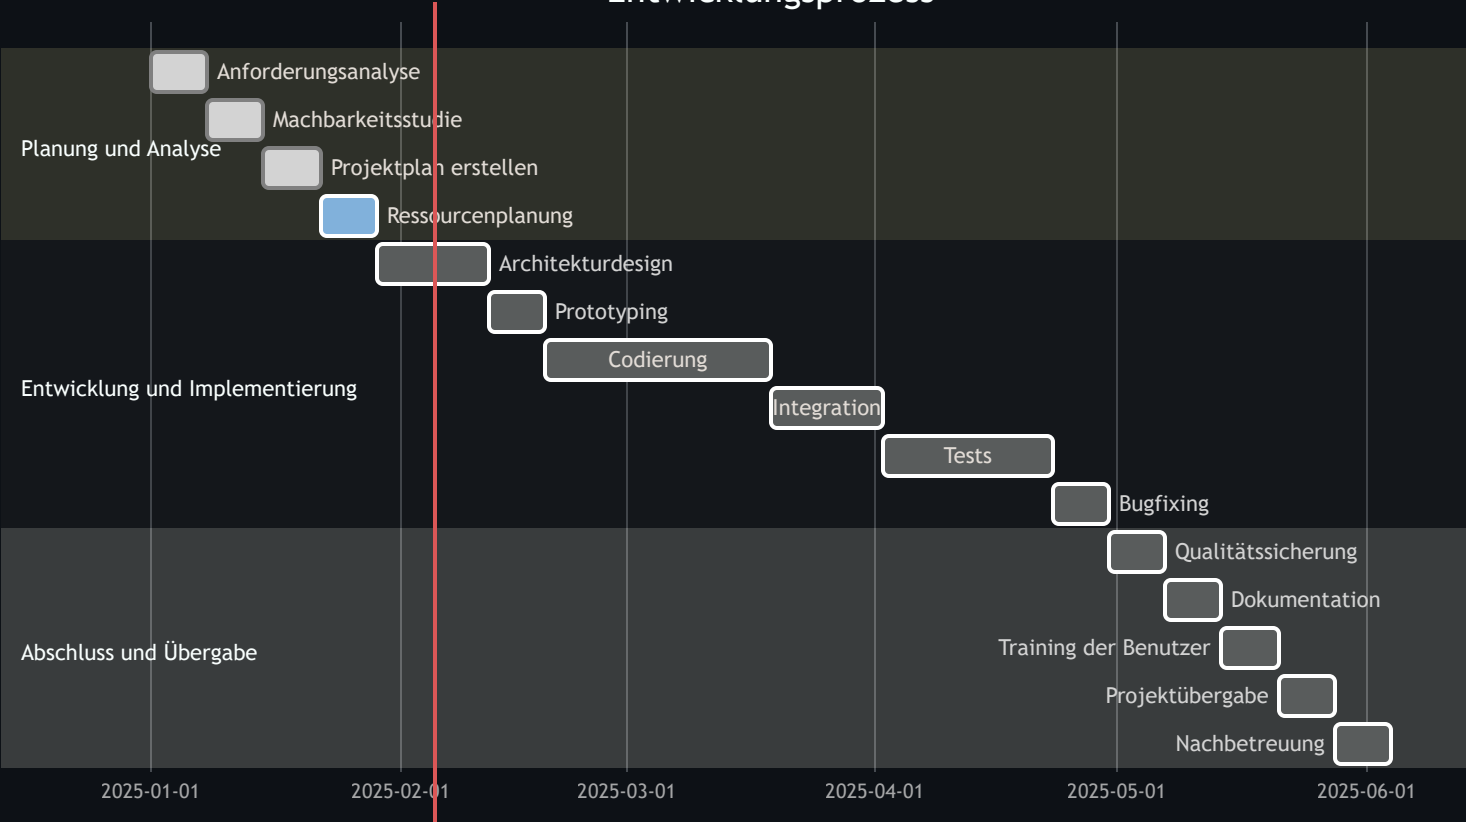 Entwicklungsprozess
Anforderungsanalyse
Machbarkeitsstudie
Planung und Analyse
Projektplan erstellen
Ressourcenplanung
Architekturdesign
Prototyping
Codierung
Entwicklung und Implementierung
Integration
Tests
Bugfixing
Qualitätssicherung
Dokumentation
Training der Benutzer
Abschluss und Übergabe
Projektübergabe
Nachbetreuung
2025-01-01 2025-02-01 2025-03-01 2025-04-01 2025-05-01 2025-06-01